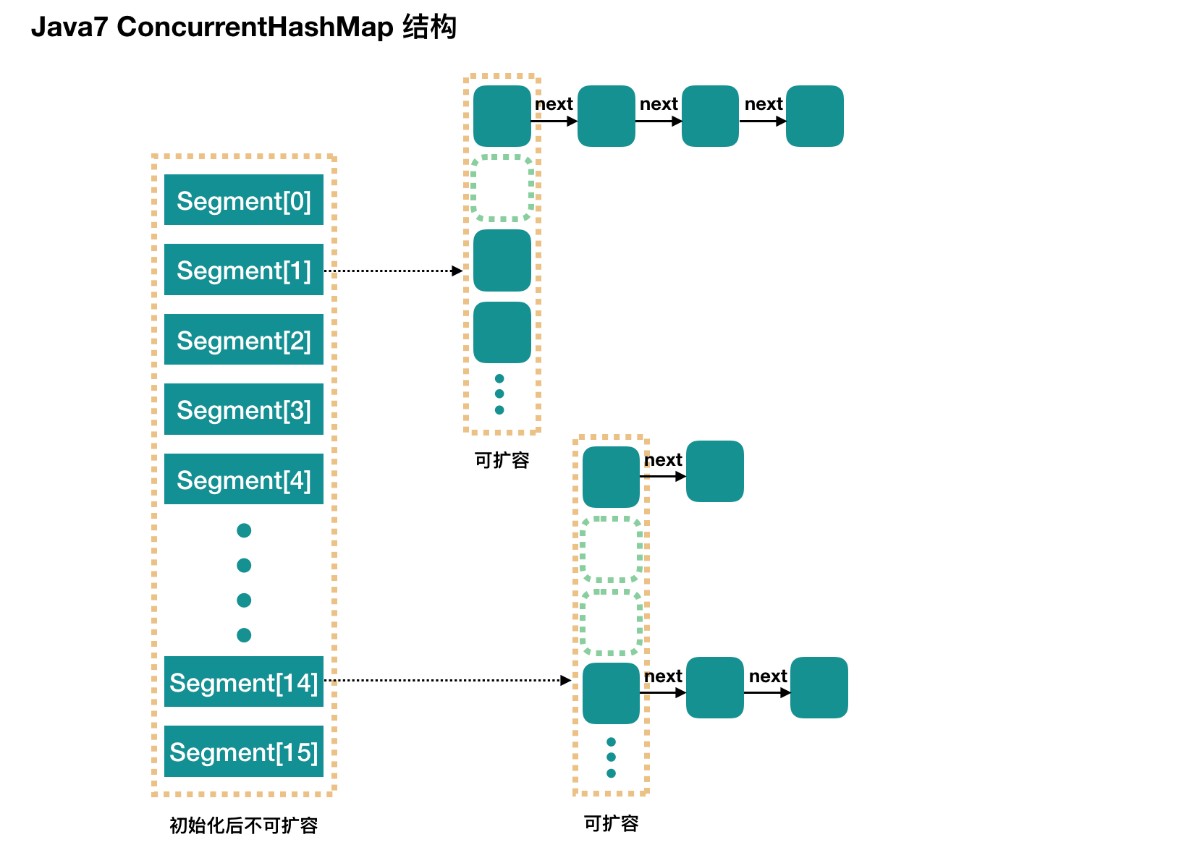 Java7 ConcurrentHashMap 结构
next next next
Segment[0]
Segment[1]
Segment[2]
Segment[3]
Segment[4]
Segment[14]
Segment[15]
初始化后不可扩容
可扩容
next
next next
可扩容